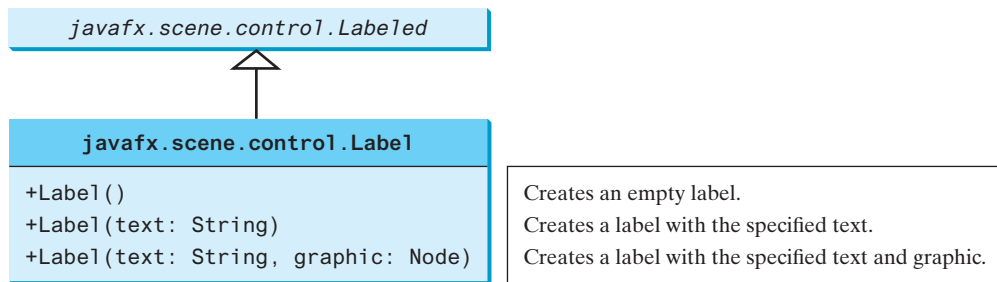 javafx.scene.control.Labeled
javafx.scene.control.Label
+Label()
+Label(text: String)
+Label(text: String, graphic: Node)
Creates an empty label.
Creates a label with the specified text.
Creates a label with the specified text and graphic.